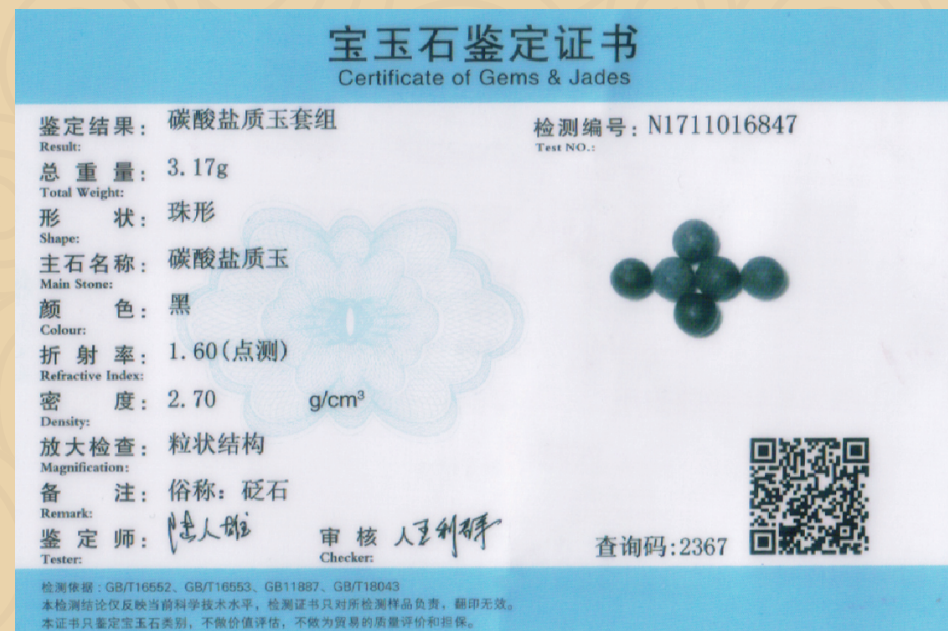 宝玉石鉴定证书
Certificate of Gems & Jades
鉴定结果: 碳酸盐质玉套组
Result:
检测编号: N1711016847
Test NO.:
总重量: 3.17g
Total Weight:
形状: 珠形
Shape:
主石名称: 碳酸盐质玉
Main Stone:
颜色: 黑
Colour:
折射率: 1.60(点测)
Refractive Index:
密度: 2.70 g/cm³
Density:
放大检查: 粒状结构
Magnification:
备注: 俗称: 砭石
Remark:
鉴定师:
Tester:
审核人 王利群
Checker:
查询码:2367
检测依据:GB/T16552、GB/T16553、GB11887、GB/T18043
本检测结论仅反映当前科学技术水平,检测证书只对所检测样品负责,翻印无效。
本证书只鉴定宝玉石类别,不做价值评估,不做为贸易的质量评价和担保。